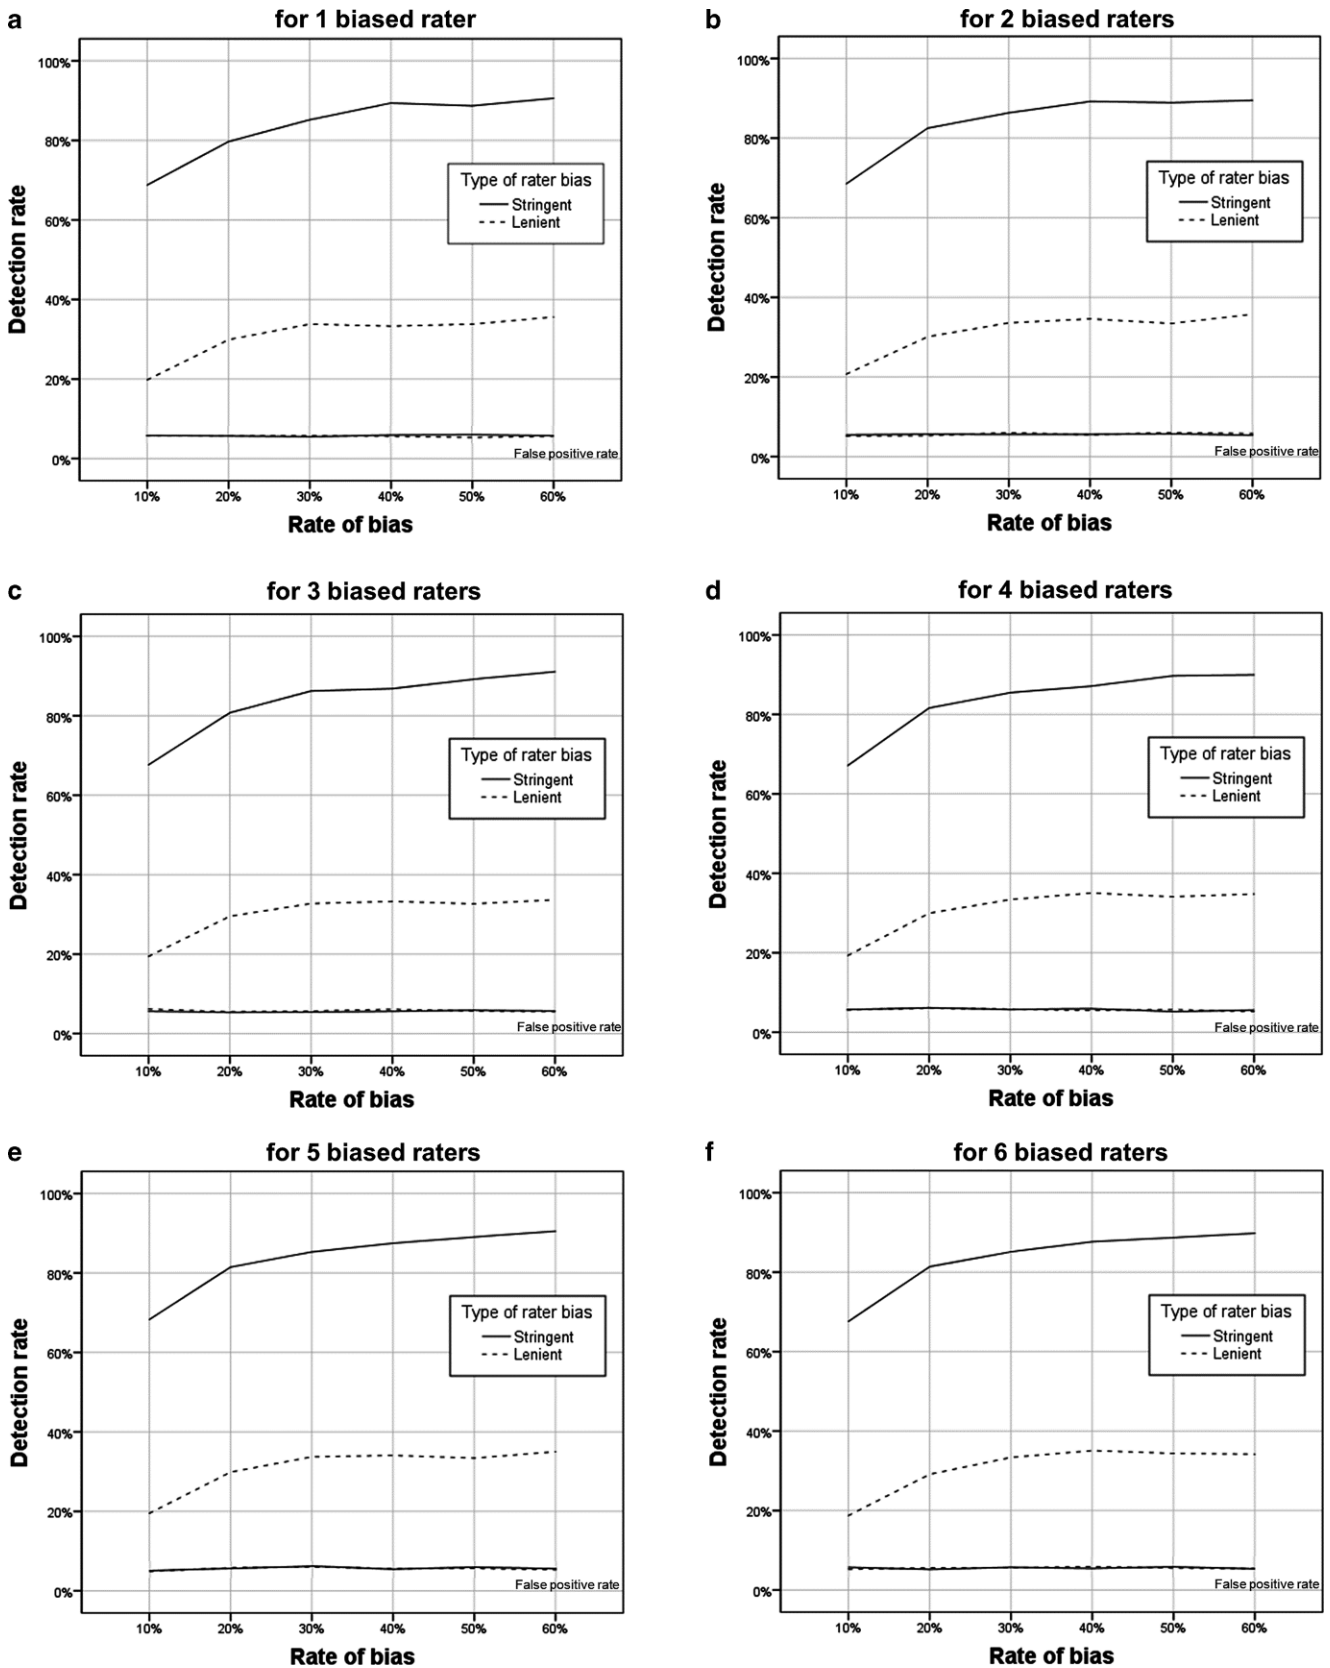 a for 1 biased rater
100%
80%
60%
40%
20%
0%
Detection rate
Type of rater bias
Stringent
Lenient
False positive rate
10% 20% 30% 40% 50% 60%
Rate of bias
b for 2 biased raters
100%
80%
60%
40%
20%
0%
Detection rate
Type of rater bias
Stringent
Lenient
False positive rate
10% 20% 30% 40% 50% 60%
Rate of bias
c for 3 biased raters
100%
80%
60%
40%
20%
0%
Detection rate
Type of rater bias
Stringent
Lenient
False positive rate
10% 20% 30% 40% 50% 60%
Rate of bias
d for 4 biased raters
100%
80%
60%
40%
20%
0%
Detection rate
Type of rater bias
Stringent
Lenient
False positive rate
10% 20% 30% 40% 50% 60%
Rate of bias
e for 5 biased raters
100%
80%
60%
40%
20%
0%
Detection rate
Type of rater bias
Stringent
Lenient
False positive rate
10% 20% 30% 40% 50% 60%
Rate of bias
f for 6 biased raters
100%
80%
60%
40%
20%
0%
Detection rate
Type of rater bias
Stringent
Lenient
False positive rate
10% 20% 30% 40% 50% 60%
Rate of bias